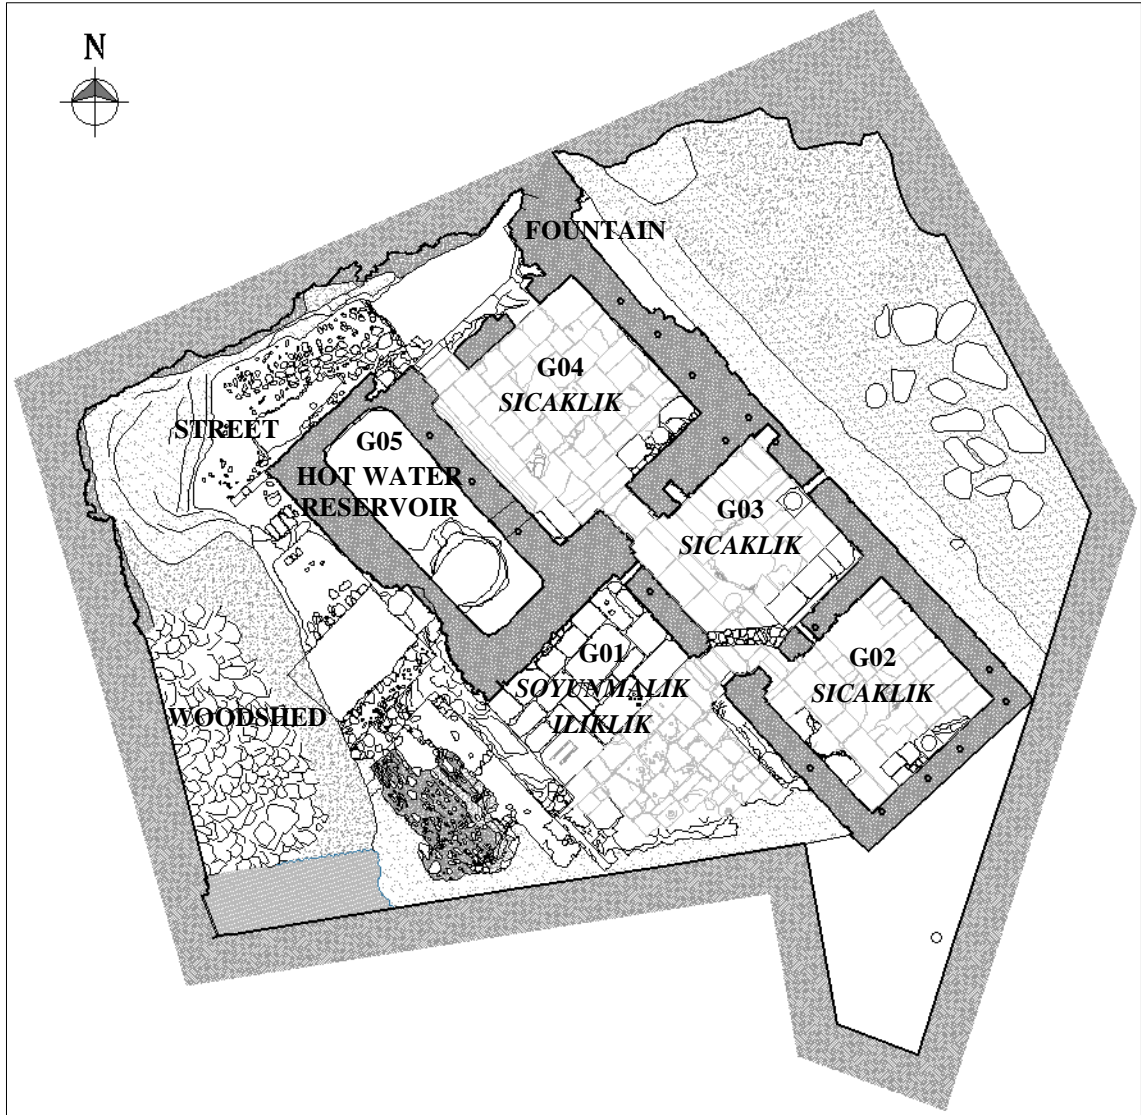 N
FOUNTAIN
G04
SICAKLIK
STREET
G05
HOT WATER
RESERVOIR
G03
SICAKLIK
G01
SOYUNMALIK
ILIKLIK
G02
SICAKLIK
WOODSHED